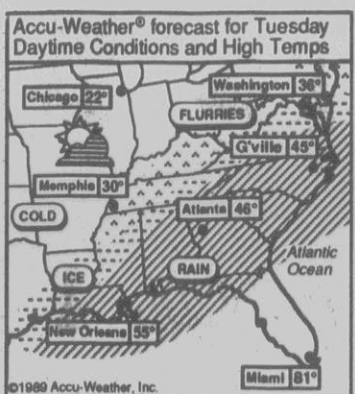 Accu-Weather® forecast for Tuesday
Daytime Conditions and High Temps
Washington 36°
Chicago 22°
FLURRIES
G'ville 45°
Memphis 30°
Atlanta 46°
COLD
Atlantic
Ocean
ICE
RAIN
New Orleans 55°
Miami 81°
©1989 Accu-Weather, Inc.